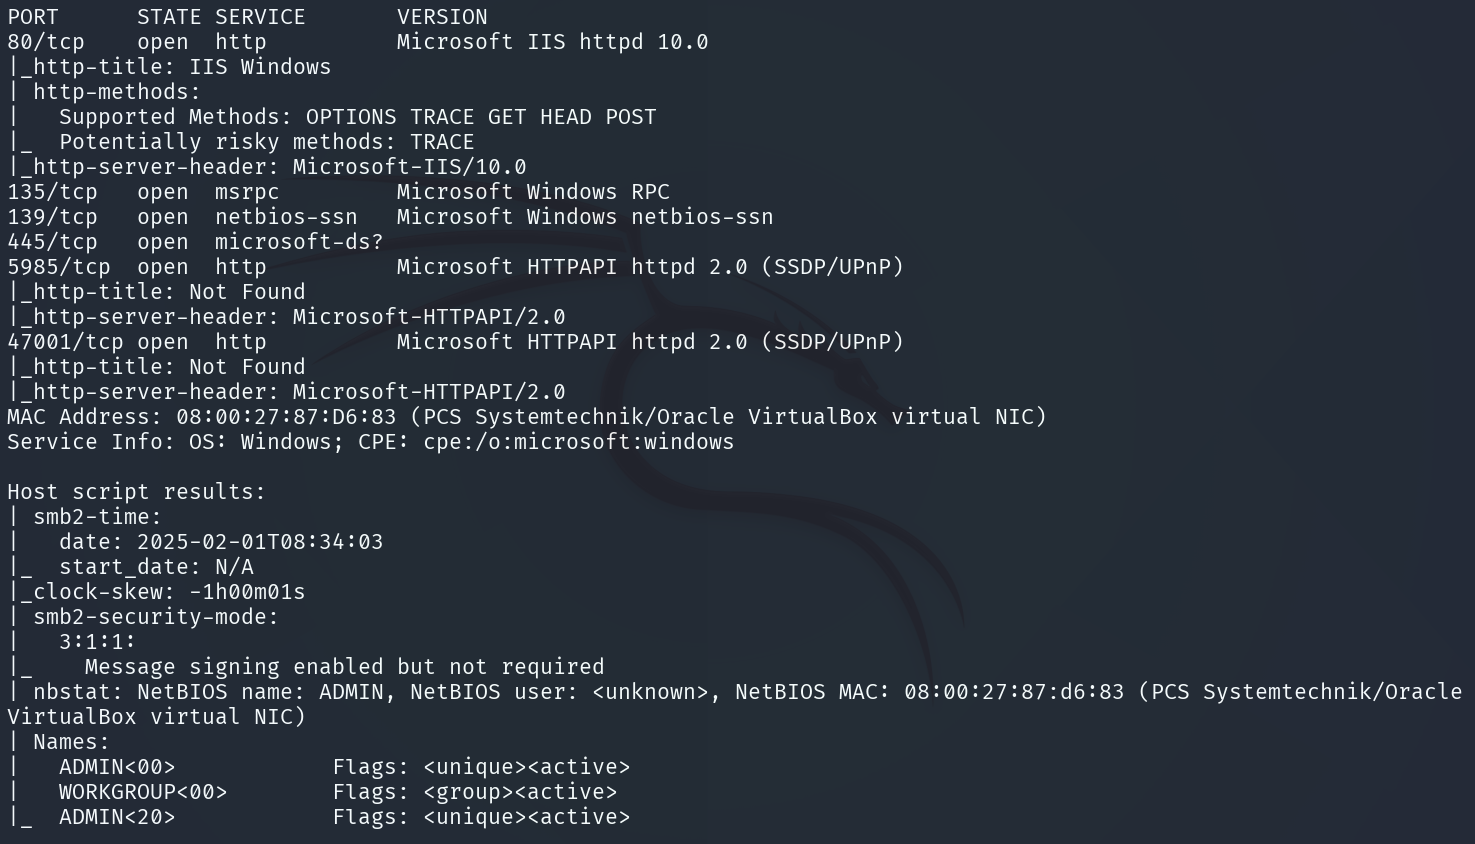 PORT      STATE SERVICE       VERSION
80/tcp    open  http          Microsoft IIS httpd 10.0
|_http-title: IIS Windows
| http-methods:
|   Supported Methods: OPTIONS TRACE GET HEAD POST
|_  Potentially risky methods: TRACE
|_http-server-header: Microsoft-IIS/10.0
135/tcp   open  msrpc         Microsoft Windows RPC
139/tcp   open  netbios-ssn   Microsoft Windows netbios-ssn
445/tcp   open  microsoft-ds?
5985/tcp  open  http          Microsoft HTTPAPI httpd 2.0 (SSDP/UPnP)
|_http-title: Not Found
|_http-server-header: Microsoft-HTTPAPI/2.0
47001/tcp open  http          Microsoft HTTPAPI httpd 2.0 (SSDP/UPnP)
|_http-title: Not Found
|_http-server-header: Microsoft-HTTPAPI/2.0
MAC Address: 08:00:27:87:D6:83 (PCS Systemtechnik/Oracle VirtualBox virtual NIC)
Service Info: OS: Windows; CPE: cpe:/o:microsoft:windows

Host script results:
| smb2-time:
|   date: 2025-02-01T08:34:03
|_  start_date: N/A
|_clock-skew: -1h00m01s
| smb2-security-mode:
|   3:1:1:
|_    Message signing enabled but not required
| nbstat: NetBIOS name: ADMIN, NetBIOS user: <unknown>, NetBIOS MAC: 08:00:27:87:d6:83 (PCS Systemtechnik/Oracle
VirtualBox virtual NIC)
| Names:
|   ADMIN<00>            Flags: <unique><active>
|   WORKGROUP<00>        Flags: <group><active>
|_  ADMIN<20>            Flags: <unique><active>